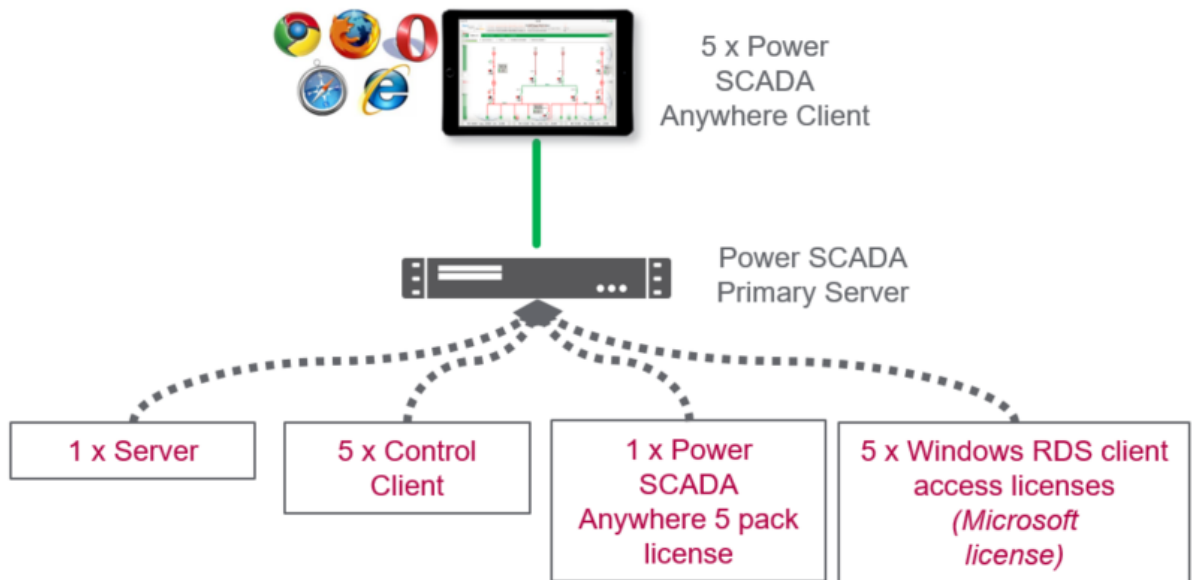 5 x Power
SCADA
Anywhere Client
Power SCADA
Primary Server
1 x Server
5 x Control
Client
1 x Power
SCADA
Anywhere 5 pack
license
5 x Windows RDS client
access licenses
(Microsoft
license)